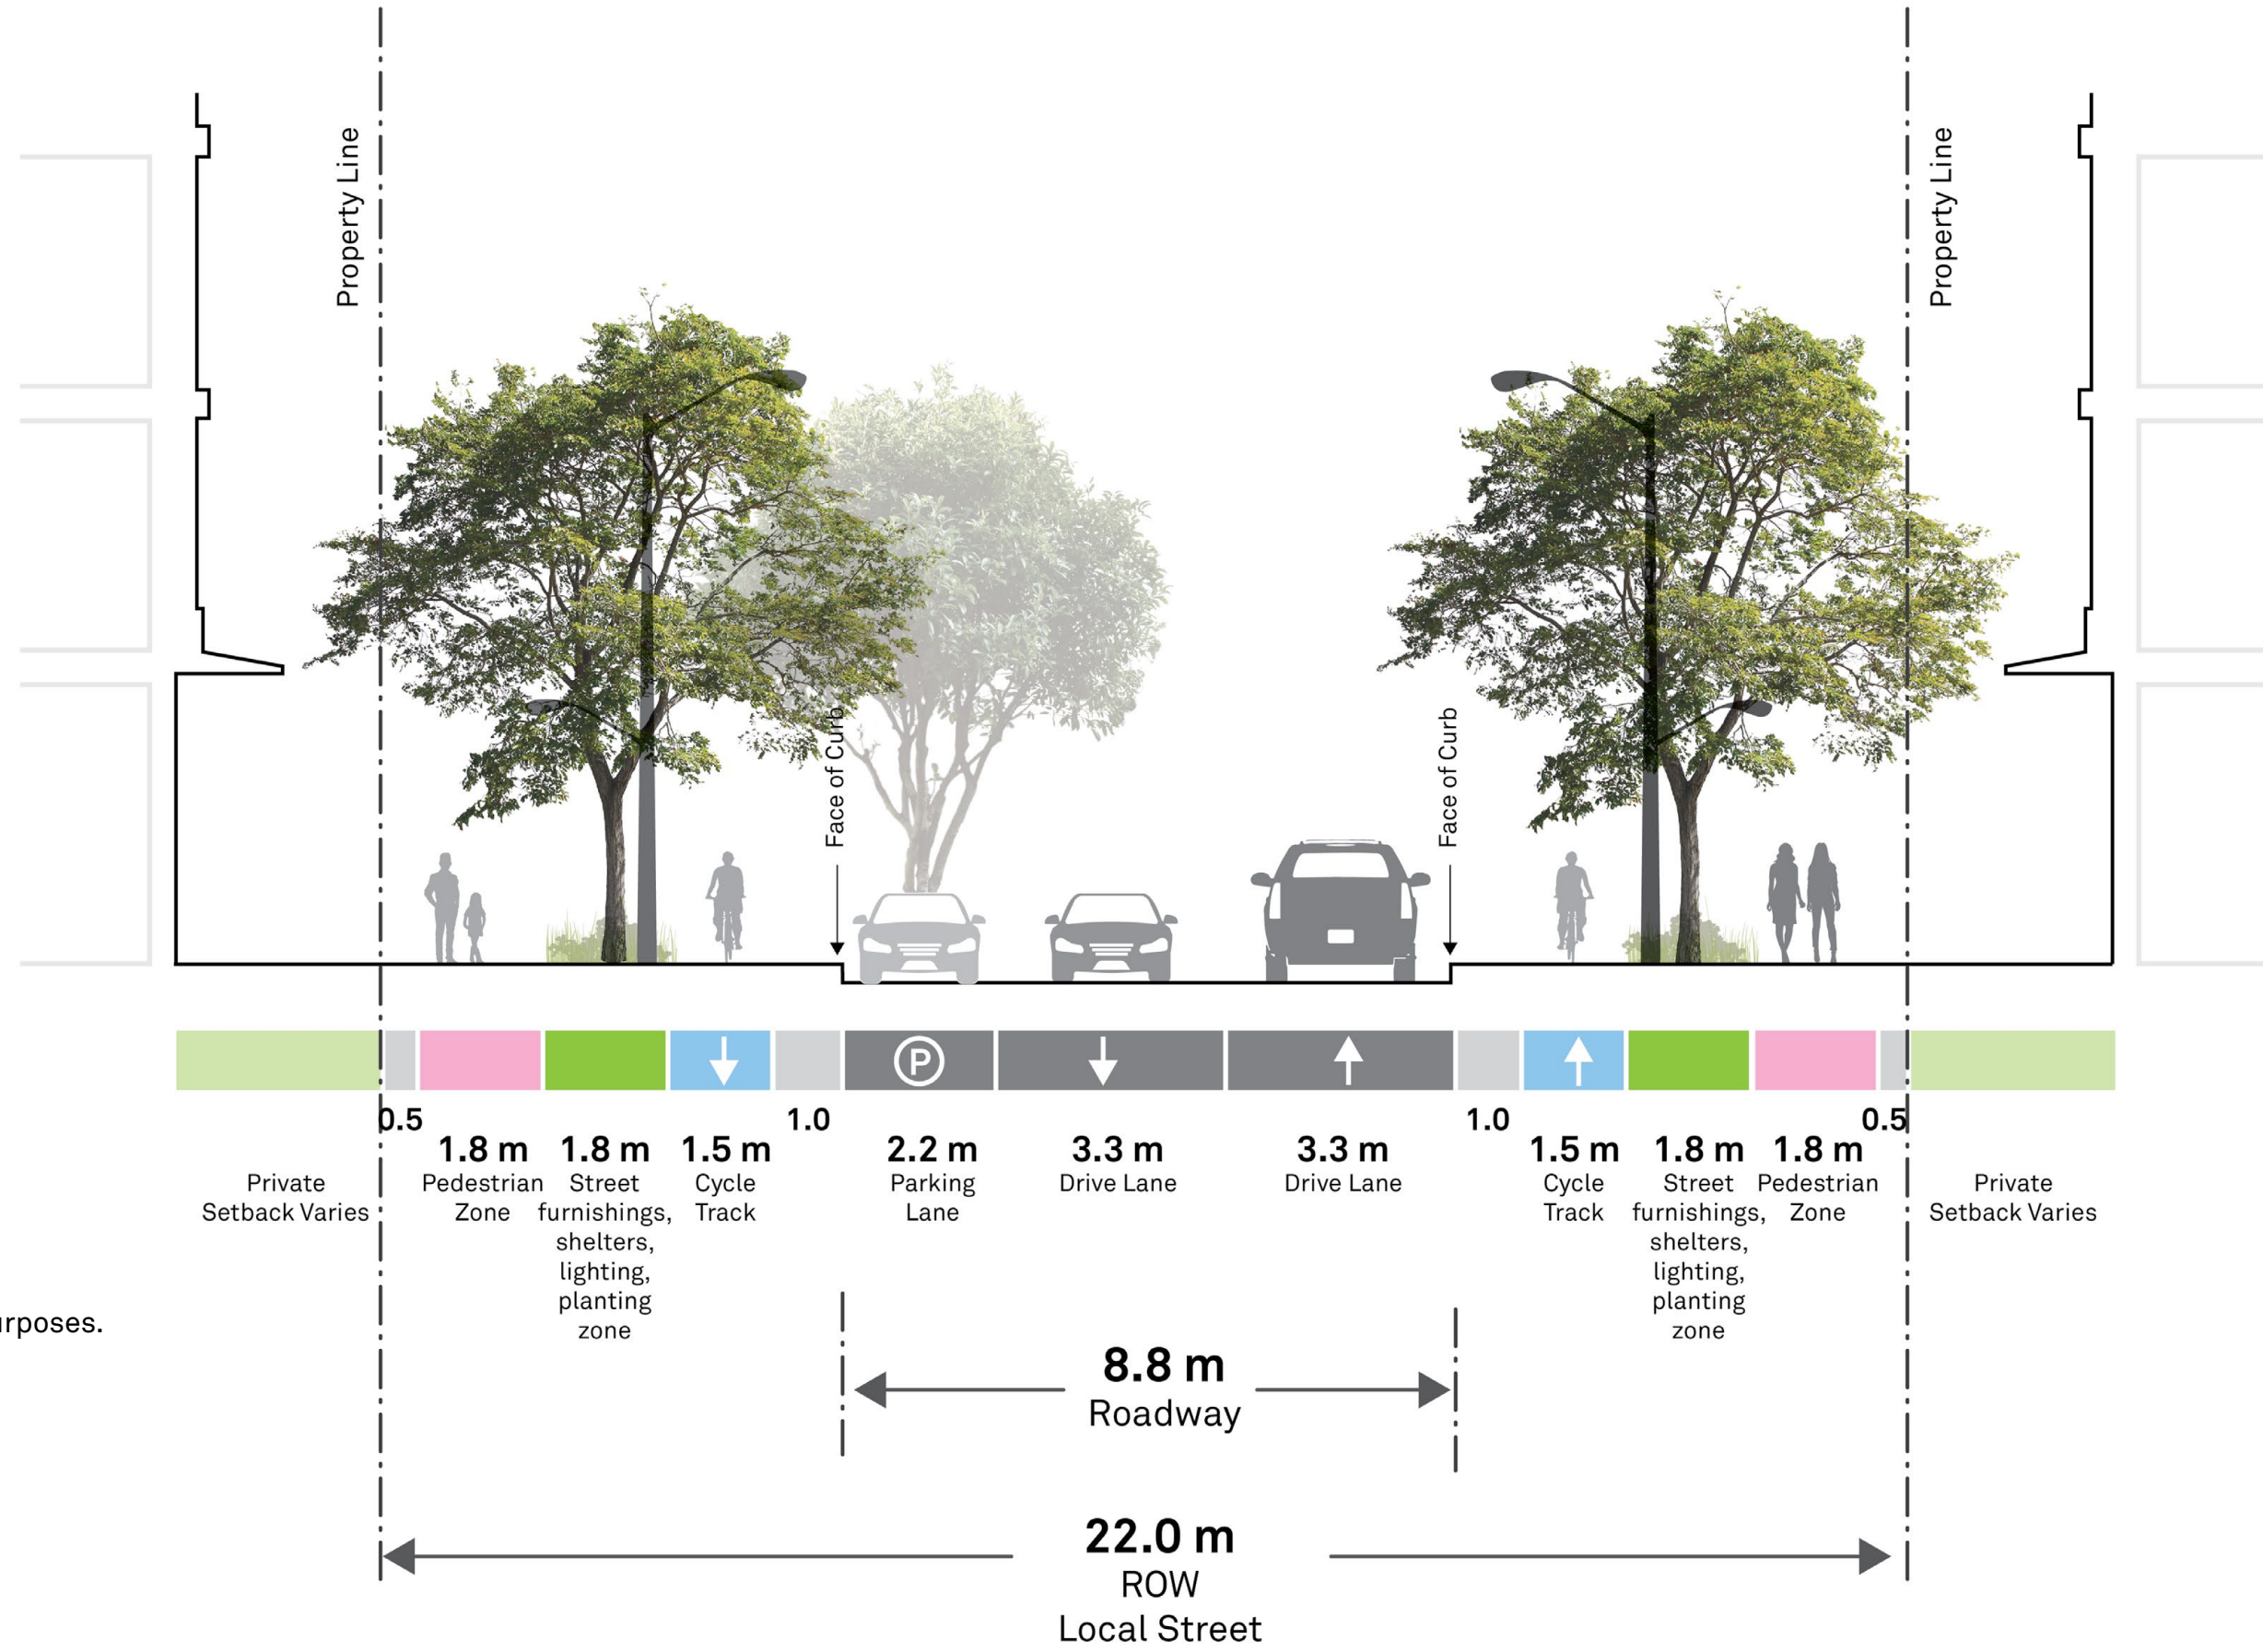 Property Line
Property Line
Face of Curb
Face of Curb
P
0.5
1.0
1.0
0.5
1.8 m
1.8 m
1.5 m
2.2 m
3.3 m
3.3 m
1.5 m
1.8 m
1.8 m
Private
Setback Varies
Pedestrian
Zone
Street
furnishings,
shelters,
lighting,
planting
zone
Cycle
Track
Parking
Lane
Drive Lane
Drive Lane
Cycle
Track
Street
furnishings,
shelters,
lighting,
planting
zone
Pedestrian
Zone
Private
Setback Varies
8.8 m
Roadway
22.0 m
ROW
Local Street